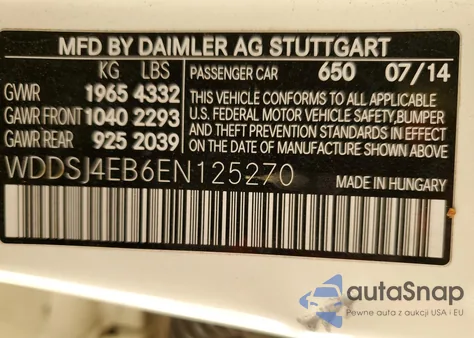 MFD BY DAIMLER AG STUTTGART
KG LBS PASSENGER CAR 650 07/14
GVWR 1965 4332 THIS VEHICLE CONFORMS TO ALL APPLICABLE
GAWR FRONT 1040 2293 U.S. FEDERAL MOTOR VEHICLE SAFETY, BUMPER
AND THEFT PREVENTION STANDARDS IN EFFECT
GAWR REAR 925 2039 ON THE DATE OF MANUFACTURE SHOWN ABOVE.
WDDSJ4EB6EN125270 MADE IN HUNGARY
autaSnap
Pewne auta z aukcji USA i EU